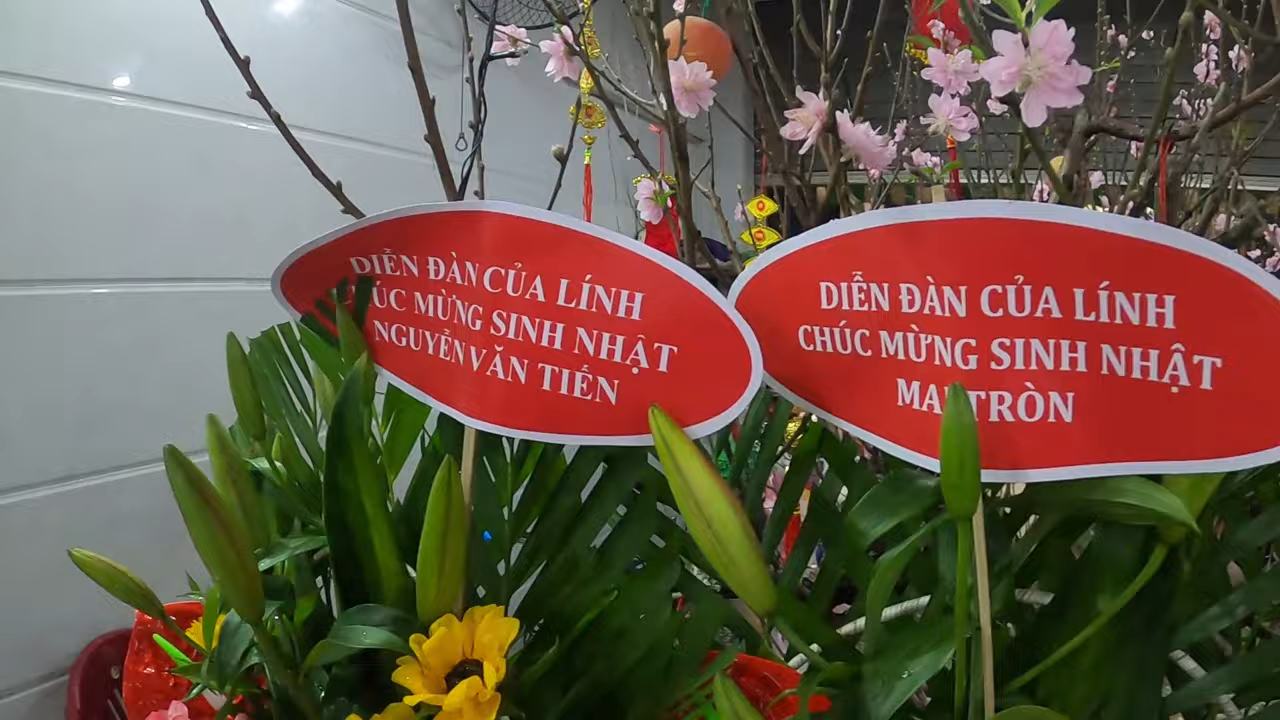 DIỄN ĐÀN CỦA LÍNH
CHÚC MỪNG SINH NHẬT
NGUYỄN VĂN TIẾN
DIỄN ĐÀN CỦA LÍNH
CHÚC MỪNG SINH NHẬT
TRÒN